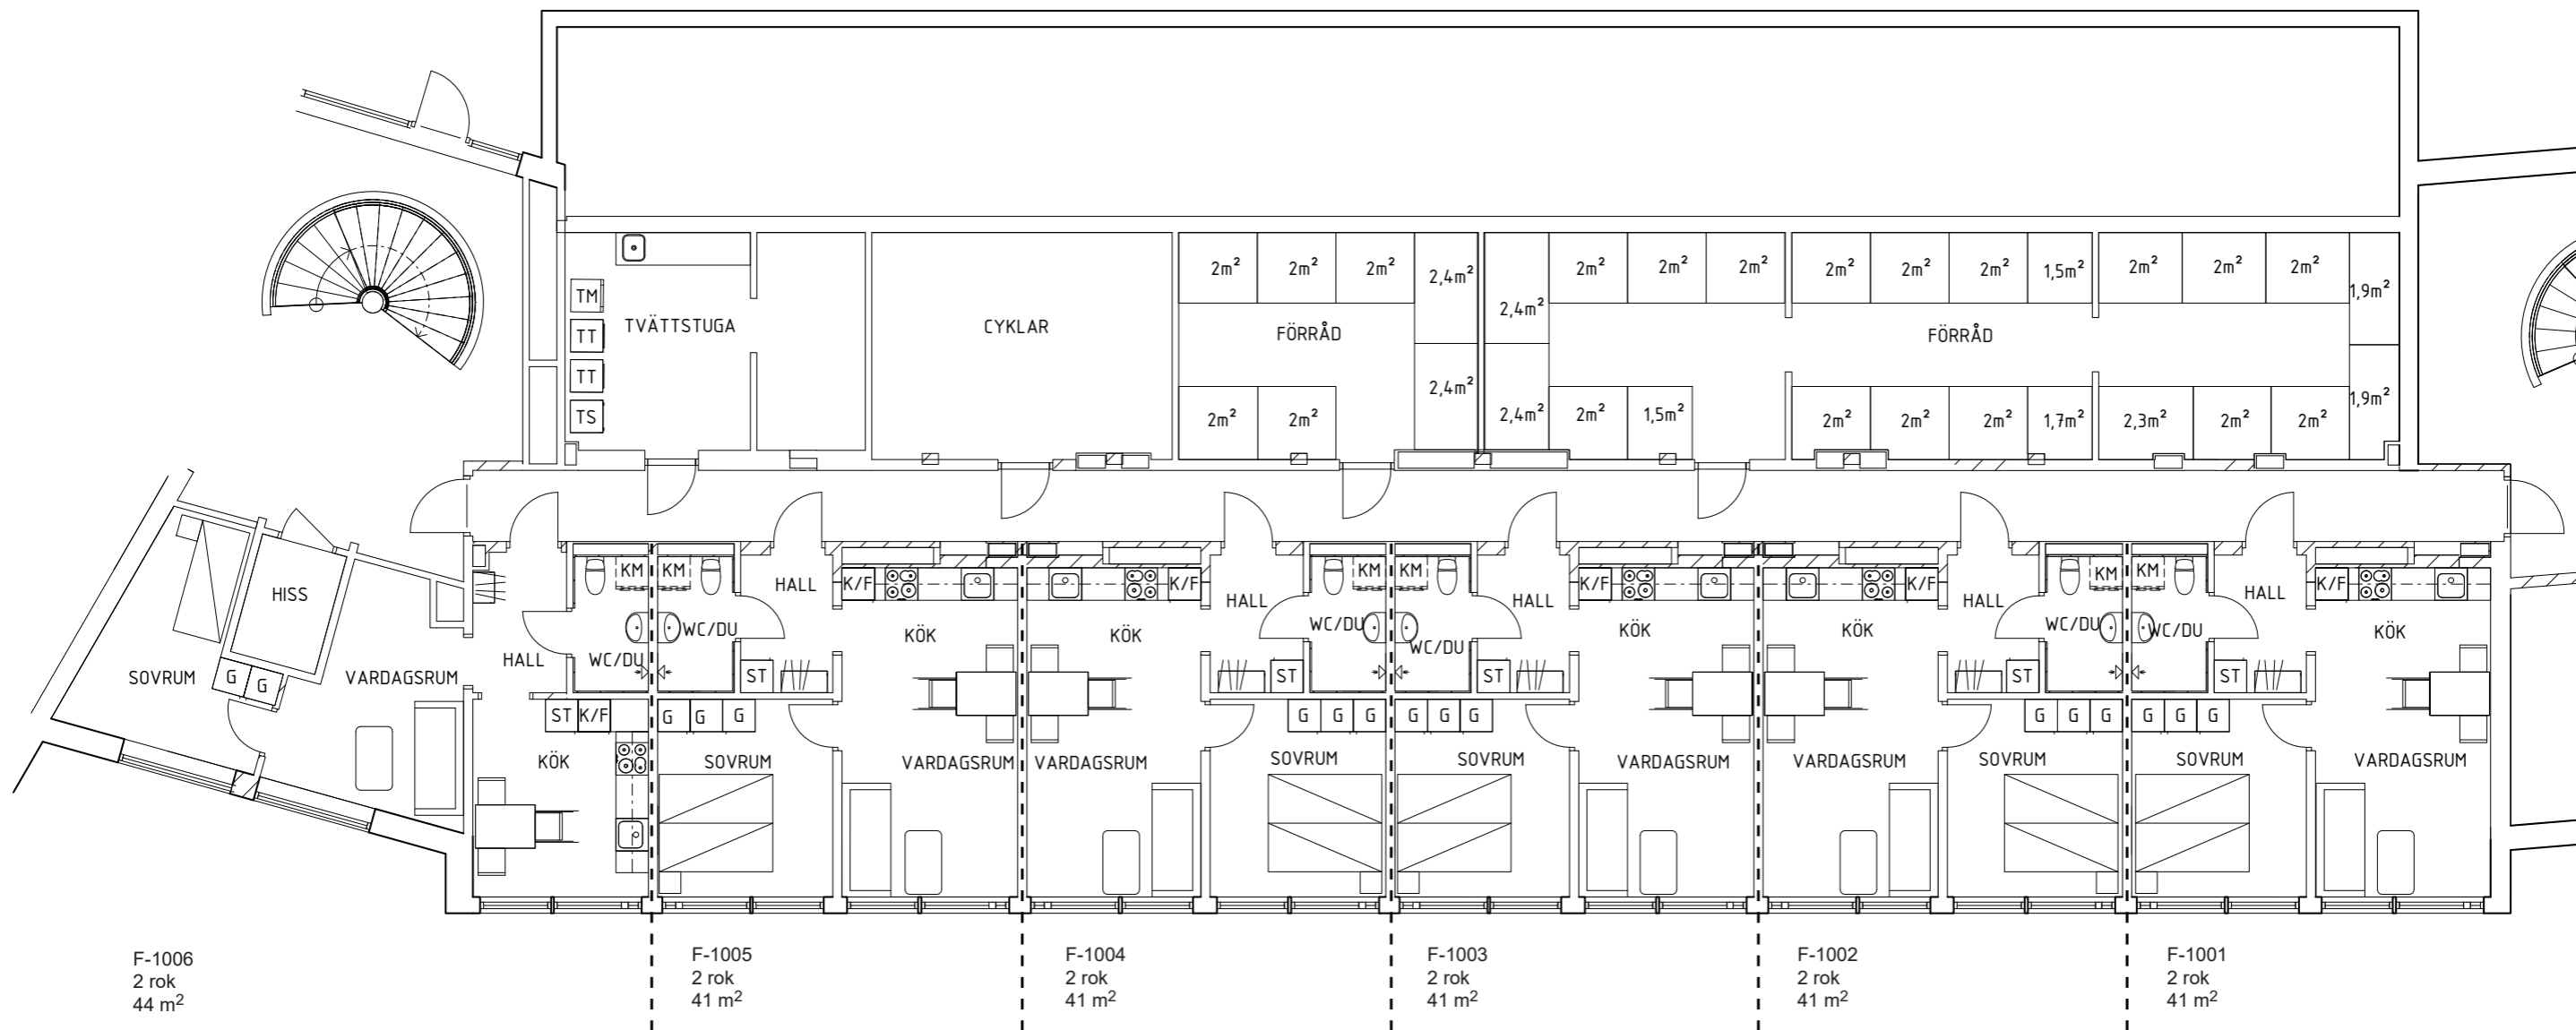 2m² 2m² 2m² 2,4m² 2m² 2m² 2m² 2m² 2m² 2m² 1,5m² 2m² 2m² 2m²
1,9m²
TM
2,4m²
TVÄTTSTUGA CYKLAR FÖRRÅD FÖRRÅD
TT
TT
2,4m² 1,9m²
TS 2m² 2m² 2,4m² 2m² 1,5m² 2m² 2m² 2m² 1,7m² 2,3m² 2m² 2m²
KM KM HALL K/F K/F KM KM K/F K/F KM KM K/F
HISS HALL HALL HALL HALL
WC/DU KÖK KÖK WC/DU WC/DU KÖK KÖK WC/DU WC/DU KÖK
HALL WC/DU
SOVRUM G G VARDAGSRUM ST ST ST ST ST
ST K/F G G G G G G G G G G G G G G G
KÖK SOVRUM VARDAGSRUM VARDAGSRUM SOVRUM SOVRUM VARDAGSRUM VARDAGSRUM SOVRUM SOVRUM VARDAGSRUM
F-1006
2 rok
44 m²
F-1005
2 rok
41 m²
F-1004
2 rok
41 m²
F-1003
2 rok
41 m²
F-1002
2 rok
41 m²
F-1001
2 rok
41 m²